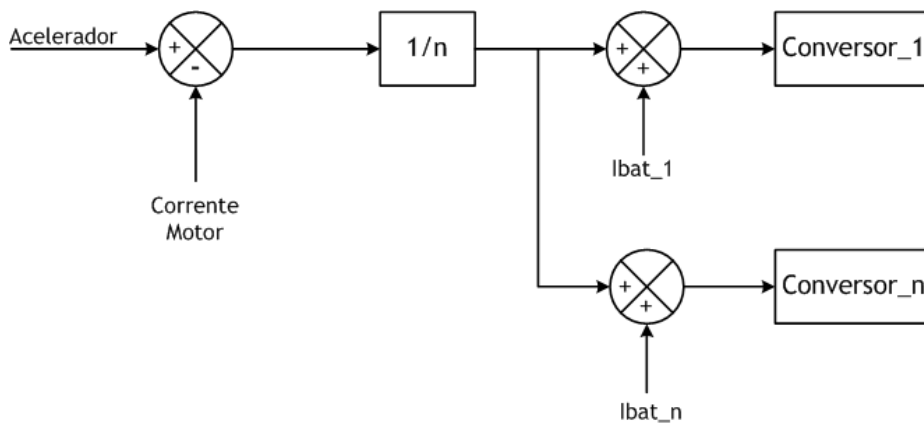 Acelerador
+
-
1/n
+
+
Conversor_1
Ibat_1
Corrente
Motor
+
+
Conversor_n
Ibat_n